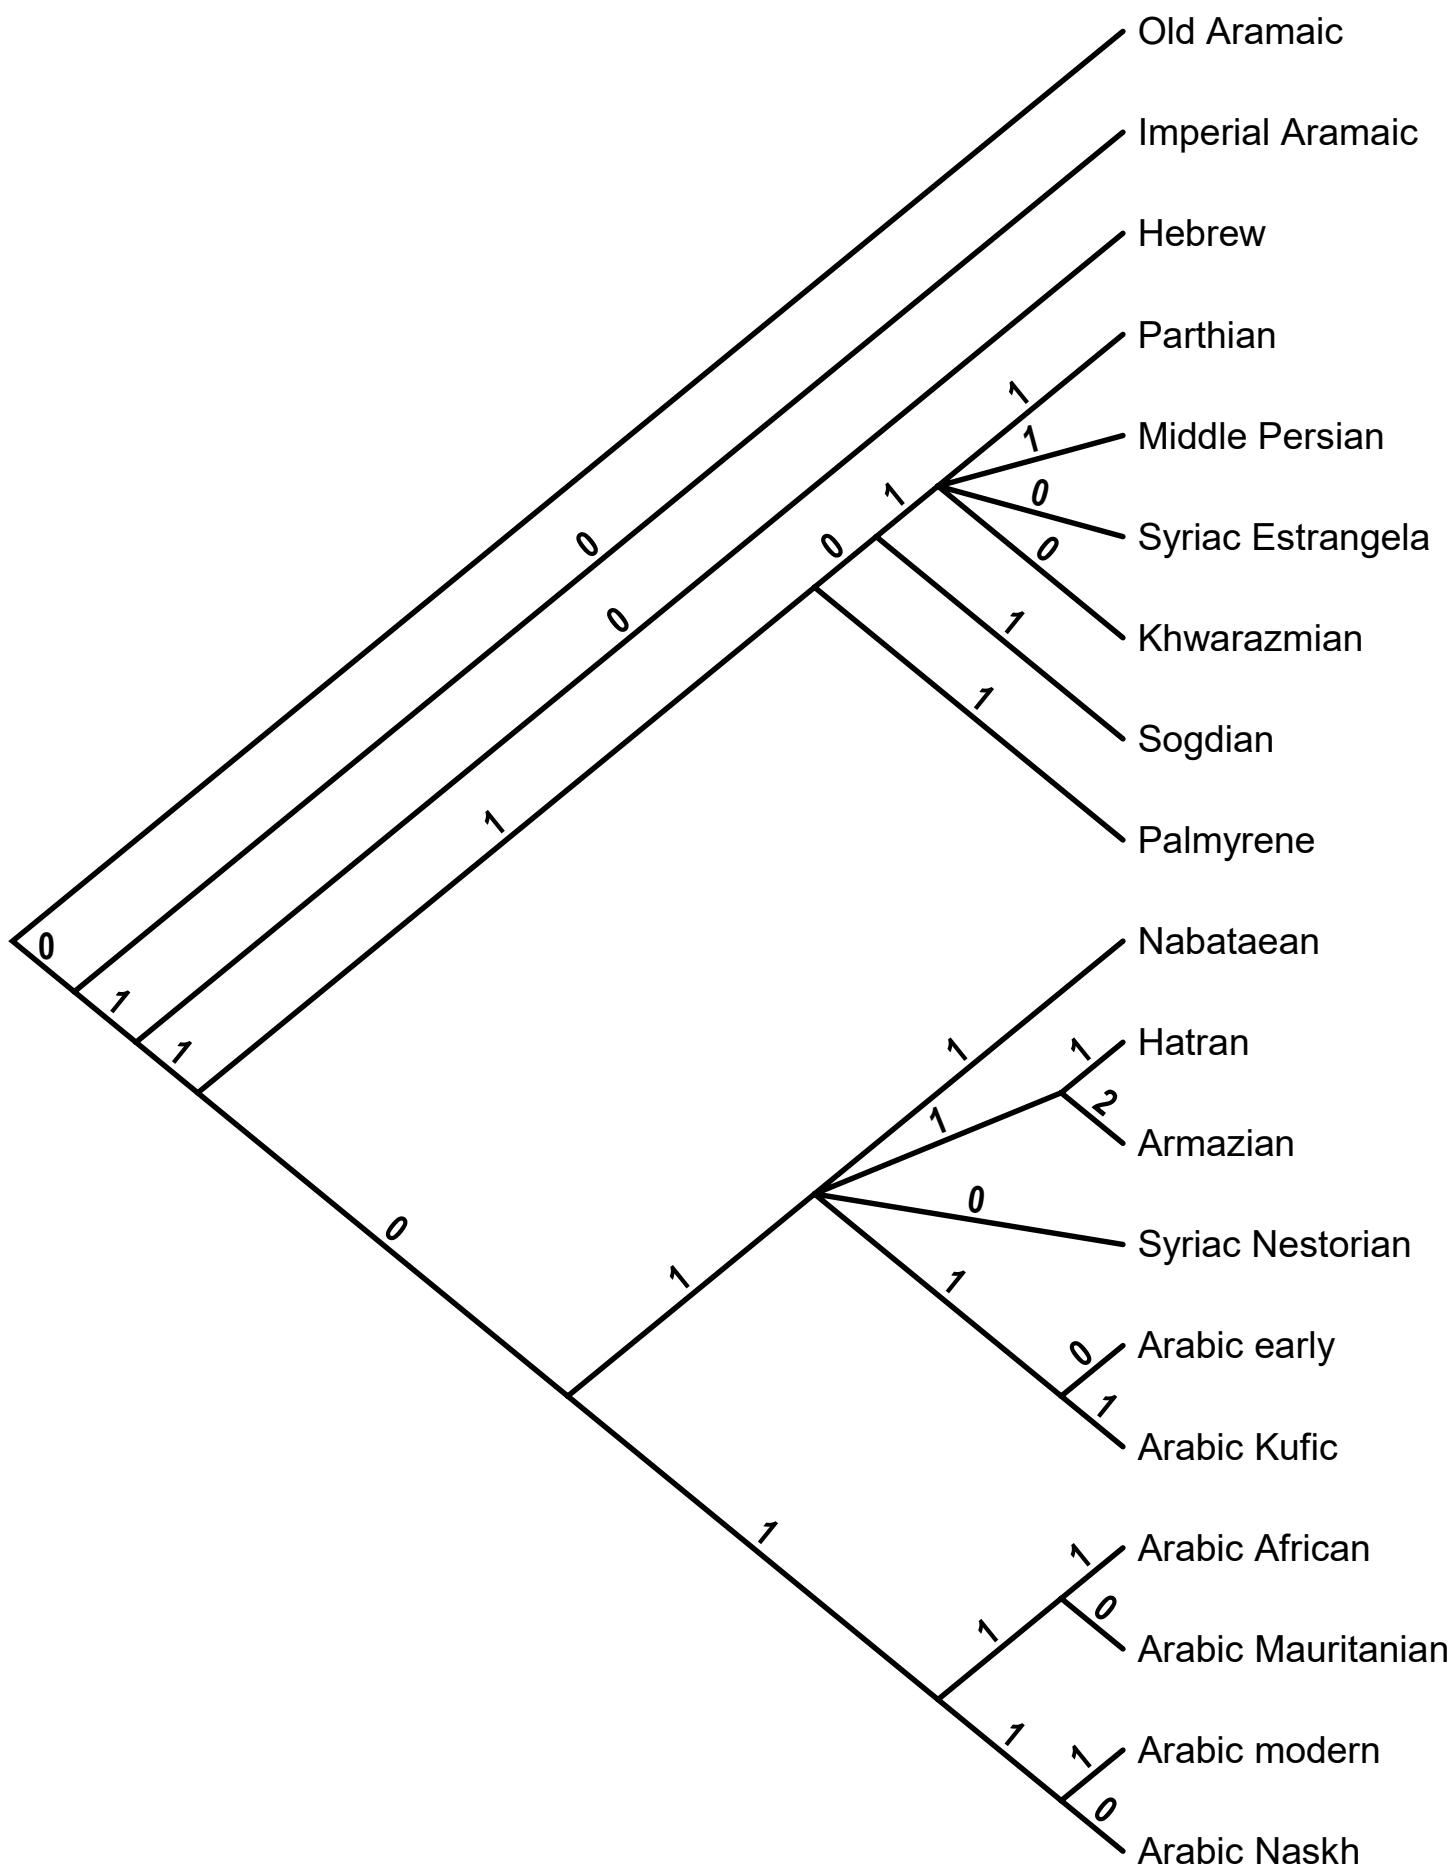 Old Aramaic
Imperial Aramaic
Hebrew
Parthian
1
Middle Persian
1
1
0
Syriac Estrangela
0
0
0
Khwarazmian
0
1
Sogdian
1
Palmyrene
1
Nabataean
0
1
Hatran
1
1
1
2
Armazian
1
0
Syriac Nestorian
0
1
1
Arabic early
0
1
Arabic Kufic
1
Arabic African
1
0
Arabic Mauritanian
1
1
Arabic modern
1
0
Arabic Naskh